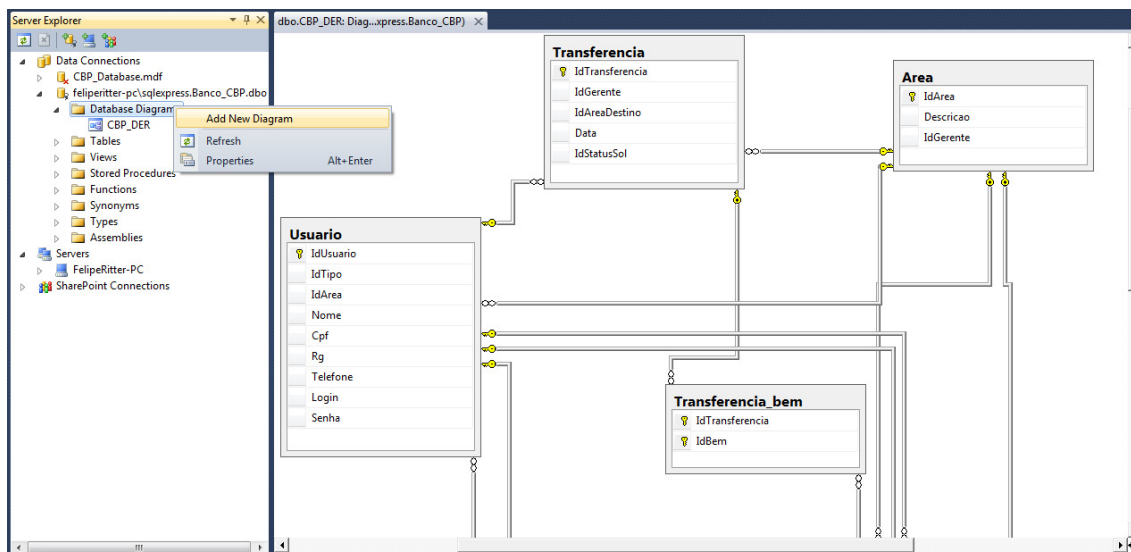 Server Explorer
Data Connections
CBP_Database.mdf
feliperitter-pc\sqlexpress.Banco_CBP.dbo
Database Diagram
CBP_DER
Tables
Views
Stored Procedures
Functions
Synonyms
Types
Assemblies
Servers
FelipeRitter-PC
SharePoint Connections
Add New Diagram
Refresh
Properties Alt+Enter
dbo.CBP_DER: Diag...xpress.Banco_CBP)
Transferencia
IdTransferencia
IdGerente
IdAreaDestino
Data
IdStatusSol
Area
IdArea
Descricao
IdGerente
Usuario
IdUsuario
IdTipo
IdArea
Nome
Cpf
Rg
Telefone
Login
Senha
Transferencia_bem
IdTransferencia
IdBem